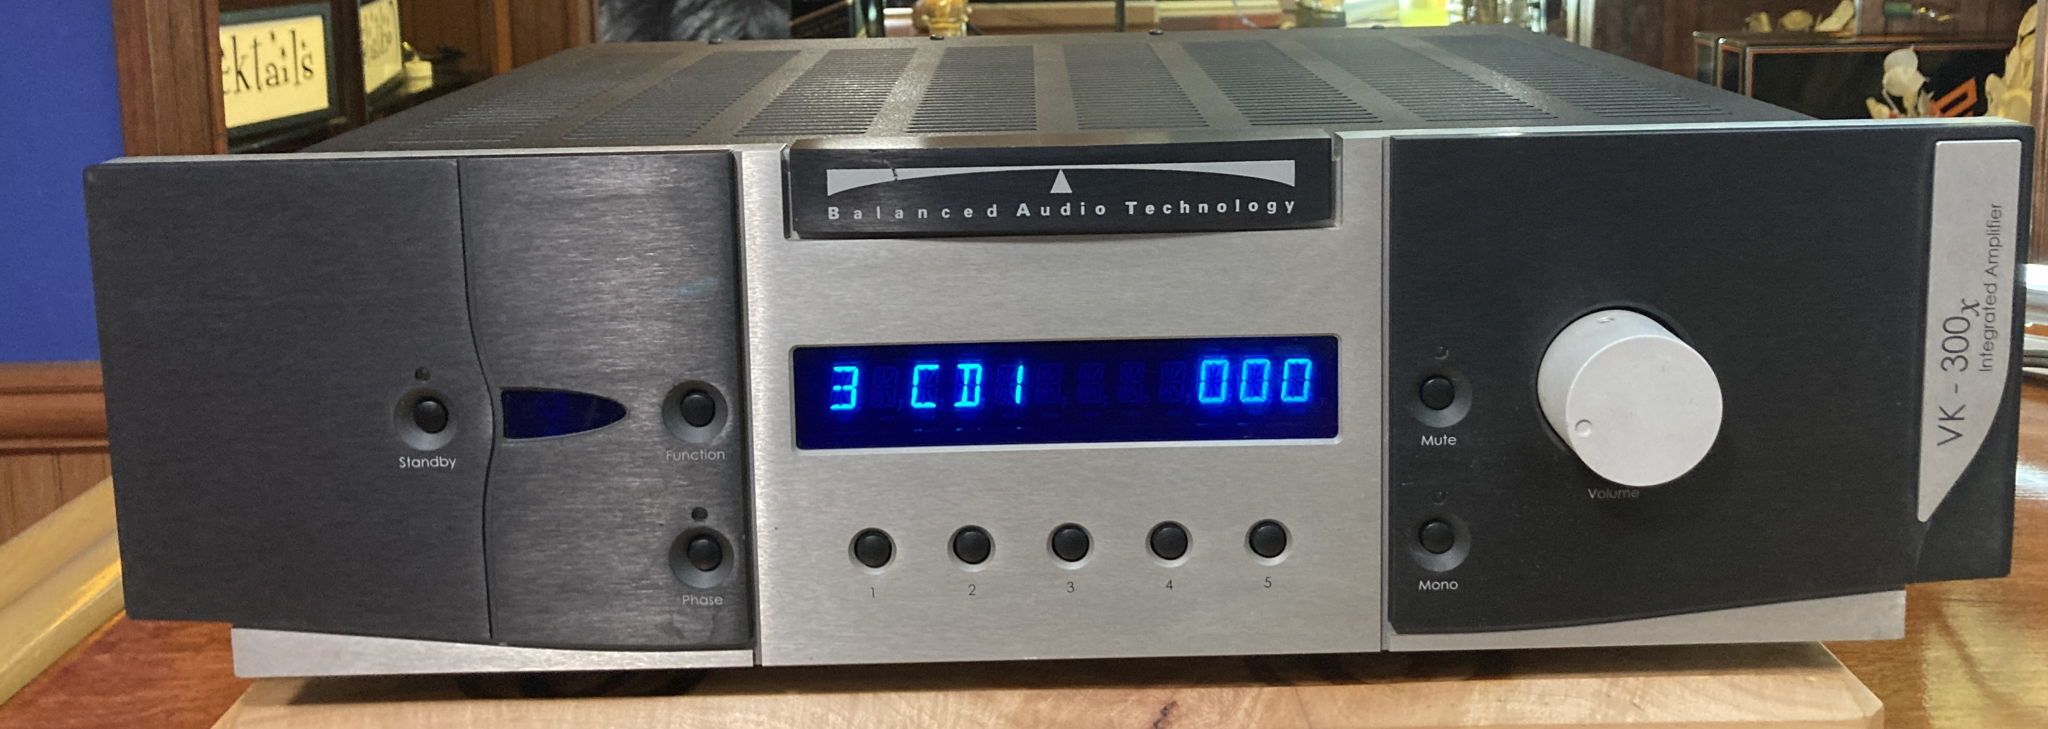 cktails
Balanced Audio Technology
3 CD1 000
Standby
Function
Phase
1 2 3 4 5
Mute
Mono
Volume
VK - 300x
Integrated Amplifier